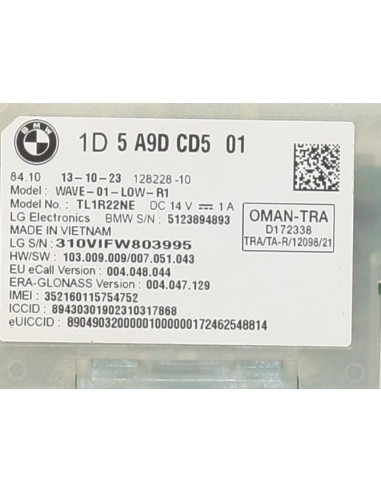 BMW
1D 5 A9D CD5 01
84.10 13-10-23 128228-10
Model: WAVE-01-LOW-R1
Model No.: TL1R22NE DC 14 V ⎓ 1 A
LG Electronics BMW S/N : 5123894893
MADE IN VIETNAM
LG S/N: 310VIFW803995
HW/SW : 103.009.009/007.051.043
EU eCall Version : 004.048.044
ERA-GLONASS Version : 004.047.129
IMEI : 352160115754752
ICCID : 89430301902310317868
eUICCID : 89049032000001000000172462548814
OMAN-TRA
D172338
TRA/TA-R/12098/21